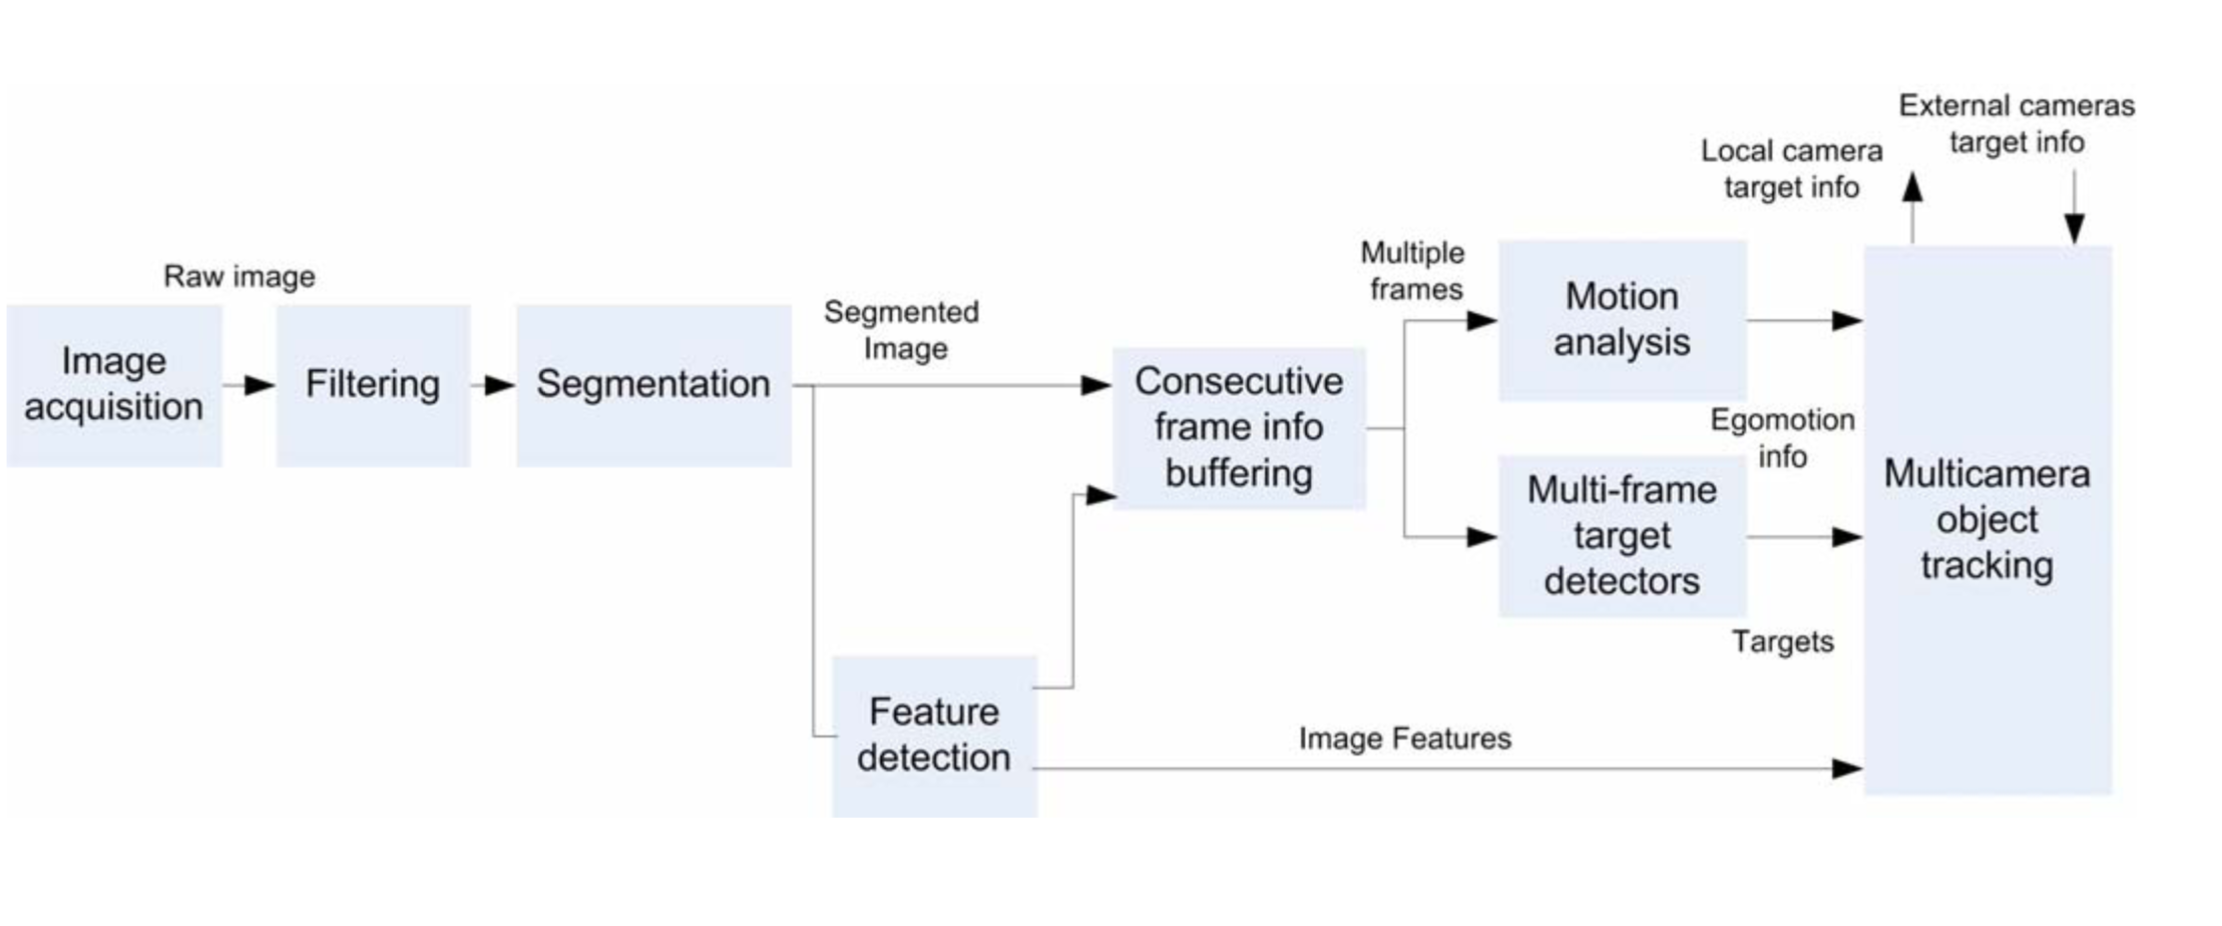 External cameras
target info
Local camera
target info
Raw image
Image
acquisition
Filtering
Segmentation
Segmented
Image
Consecutive
frame info
buffering
Multiple
frames
Motion
analysis
Egomotion
info
Multi-frame
target
detectors
Targets
Multicamera
object
tracking
Feature
detection
Image Features